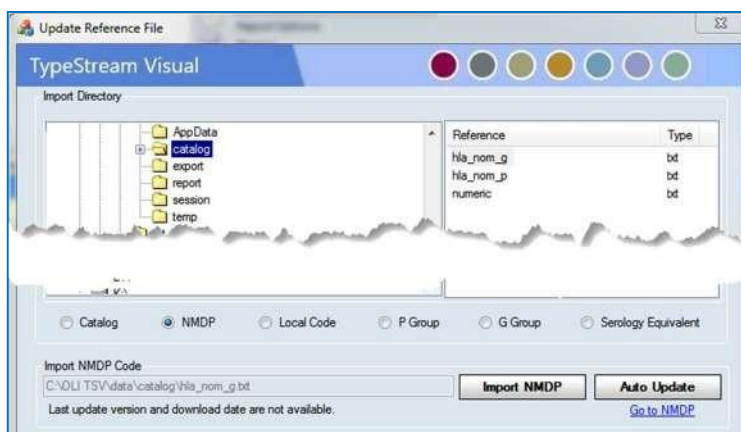 Update Reference File
TypeStream Visual
Import Directory
AppData
catalog
export
report
session
temp
Reference Type
hla_nom_g txt
hla_nom_p txt
numeric txt
Catalog NMDP Local Code P Group G Group Serology Equivalent
Import NMDP Code
C:\OLI TSV\data\catalog\hla_nom_g.txt
Import NMDP
Auto Update
Last update version and download date are not available.
Go to NMDP